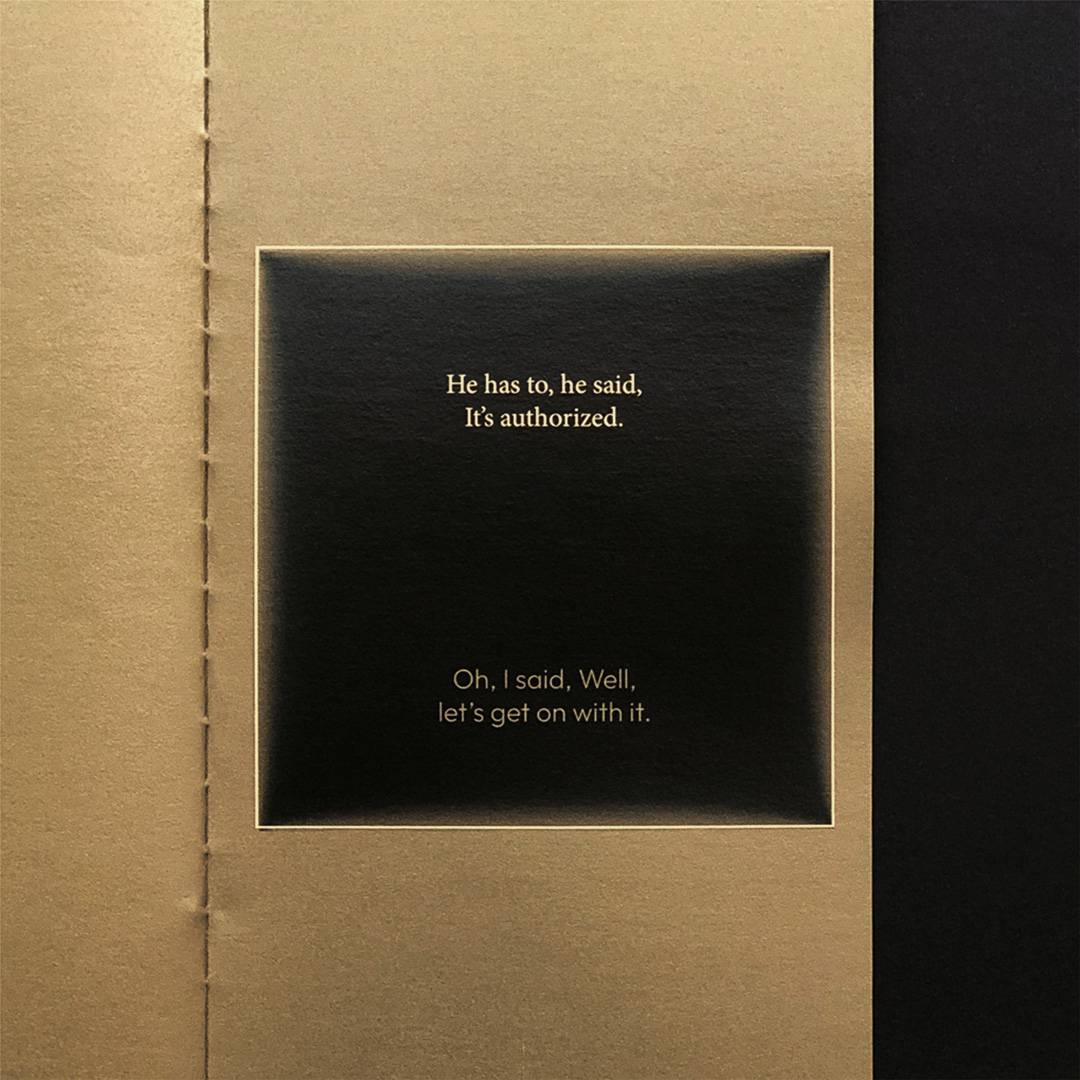 He has to, he said,
It’s authorized.
Oh, I said, Well,
let’s get on with it.